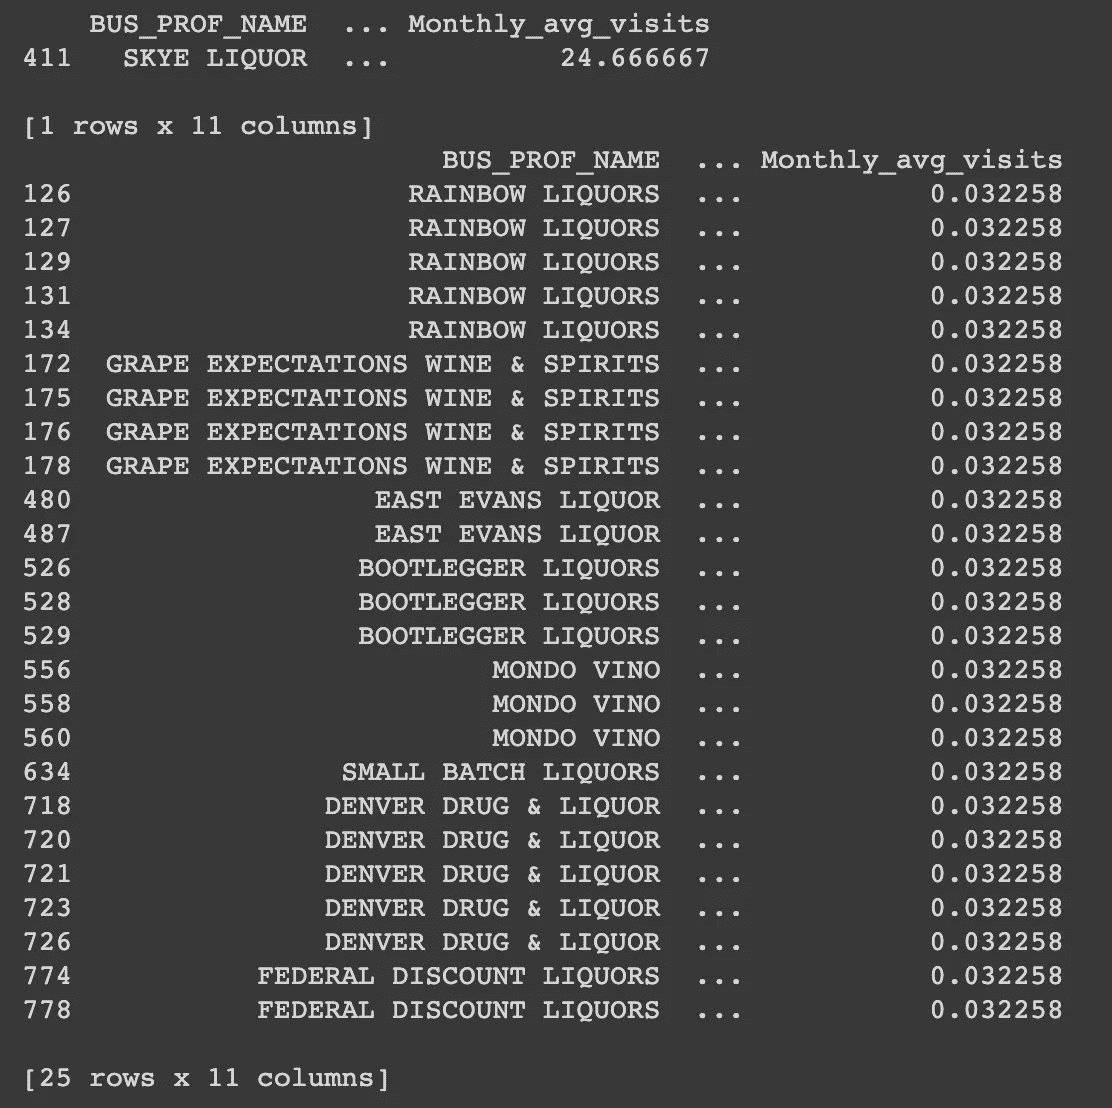 BUS_PROF_NAME ... Monthly_avg_visits
411 SKYE LIQUOR ... 24.666667
[1 rows x 11 columns]
BUS_PROF_NAME ... Monthly_avg_visits
126 RAINBOW LIQUORS ... 0.032258
127 RAINBOW LIQUORS ... 0.032258
129 RAINBOW LIQUORS ... 0.032258
131 RAINBOW LIQUORS ... 0.032258
134 RAINBOW LIQUORS ... 0.032258
172 GRAPE EXPECTATIONS WINE & SPIRITS ... 0.032258
175 GRAPE EXPECTATIONS WINE & SPIRITS ... 0.032258
176 GRAPE EXPECTATIONS WINE & SPIRITS ... 0.032258
178 GRAPE EXPECTATIONS WINE & SPIRITS ... 0.032258
480 EAST EVANS LIQUOR ... 0.032258
487 EAST EVANS LIQUOR ... 0.032258
526 BOOTLEGGER LIQUORS ... 0.032258
528 BOOTLEGGER LIQUORS ... 0.032258
529 BOOTLEGGER LIQUORS ... 0.032258
556 MONDO VINO ... 0.032258
558 MONDO VINO ... 0.032258
560 MONDO VINO ... 0.032258
634 SMALL BATCH LIQUORS ... 0.032258
718 DENVER DRUG & LIQUOR ... 0.032258
720 DENVER DRUG & LIQUOR ... 0.032258
721 DENVER DRUG & LIQUOR ... 0.032258
723 DENVER DRUG & LIQUOR ... 0.032258
726 DENVER DRUG & LIQUOR ... 0.032258
774 FEDERAL DISCOUNT LIQUORS ... 0.032258
778 FEDERAL DISCOUNT LIQUORS ... 0.032258
[25 rows x 11 columns]